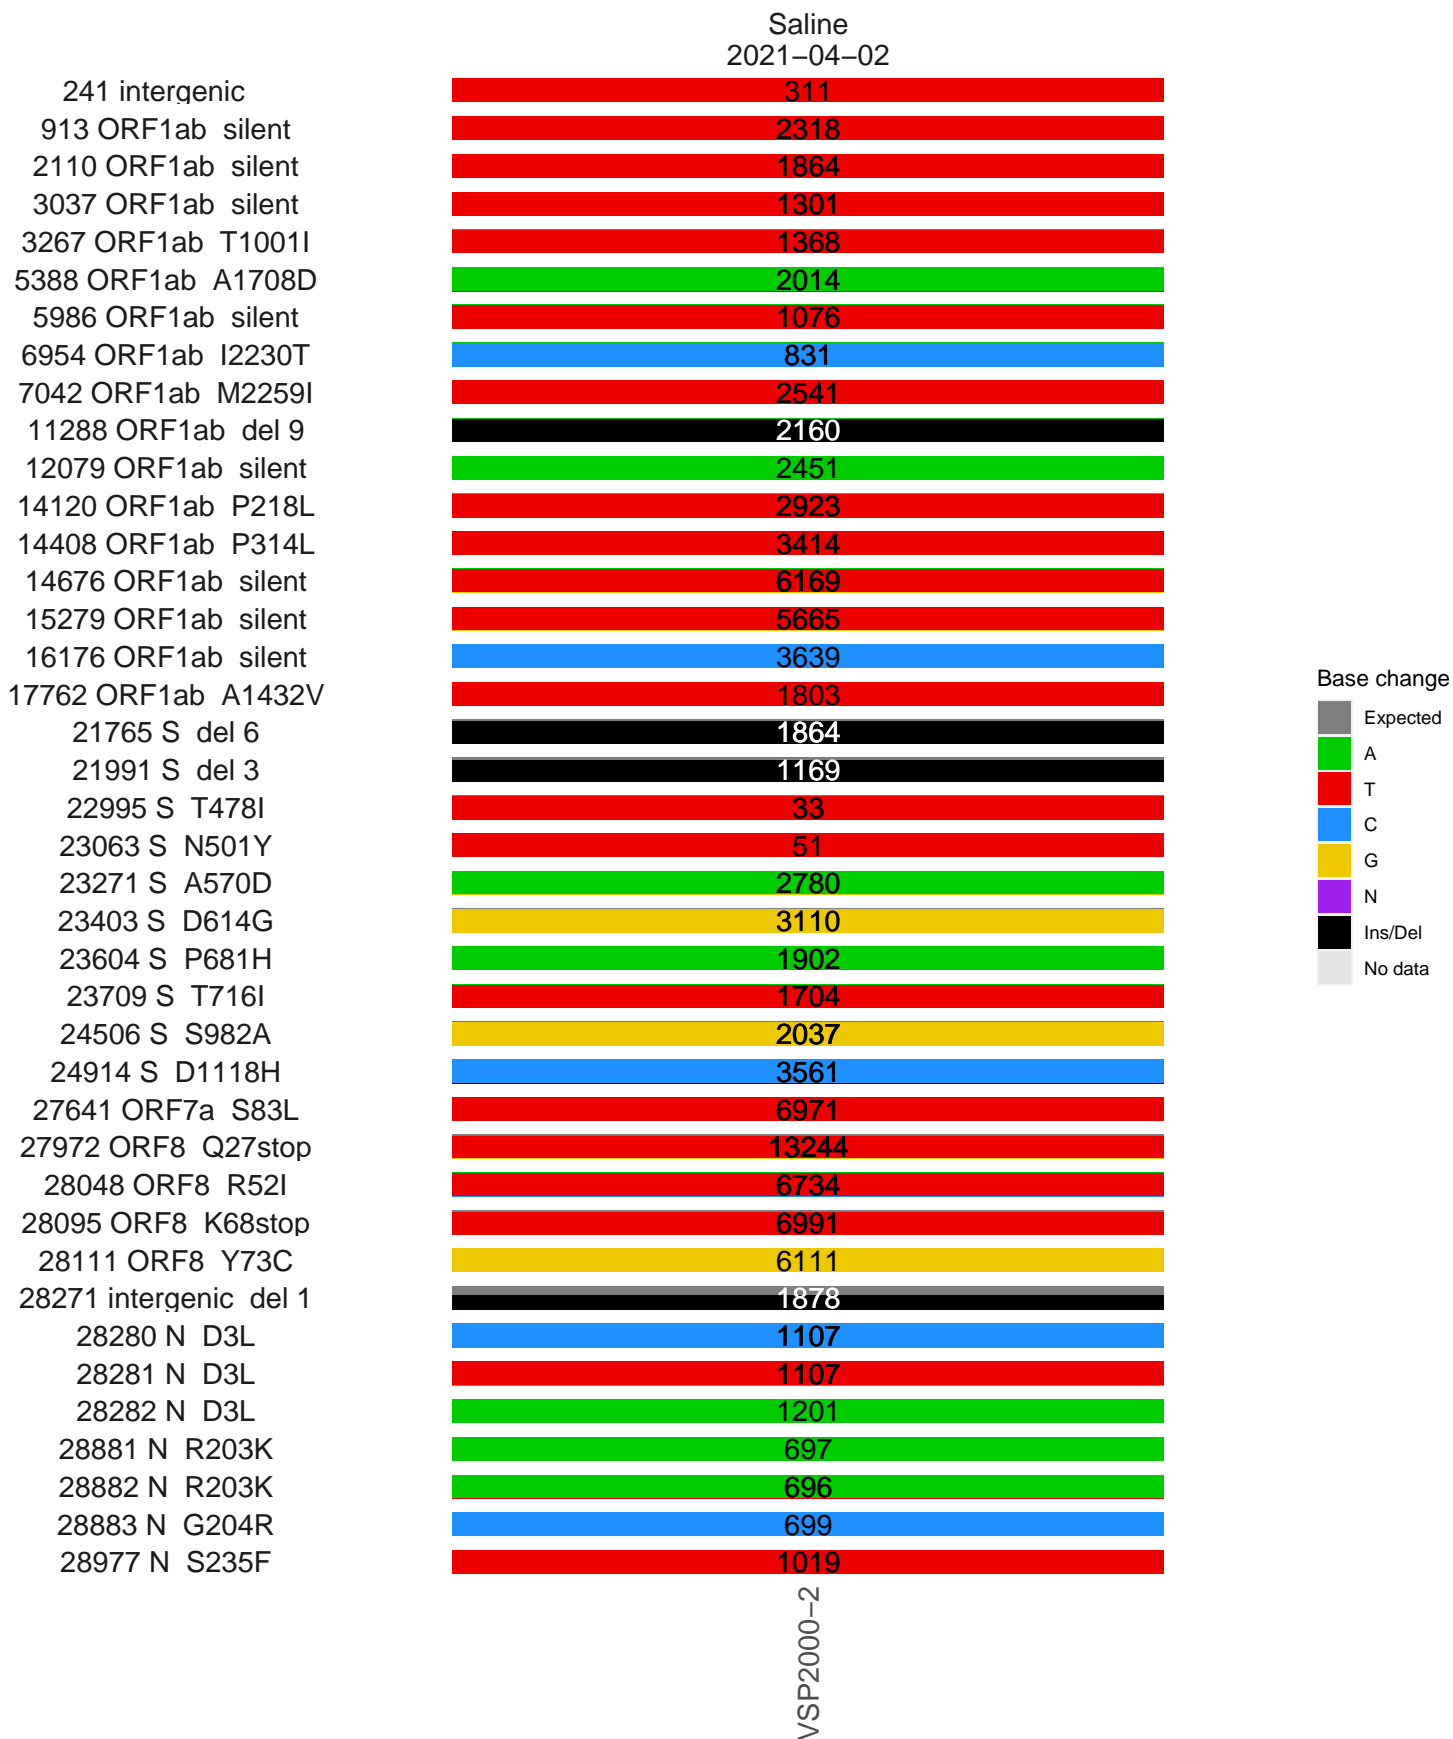 Saline
2021−04−02
241 intergenic 311
913 ORF1ab silent 2318
2110 ORF1ab silent 1864
3037 ORF1ab silent 1301
3267 ORF1ab T1001I 1368
5388 ORF1ab A1708D 2014
5986 ORF1ab silent 1076
6954 ORF1ab I2230T 831
7042 ORF1ab M2259I 2541
11288 ORF1ab del 9 2160
12079 ORF1ab silent 2451
14120 ORF1ab P218L 2923
14408 ORF1ab P314L 3414
14676 ORF1ab silent 6169
15279 ORF1ab silent 5665
16176 ORF1ab silent 3639
17762 ORF1ab A1432V 1803
21765 S del 6 1864
21991 S del 3 1169
22995 S T478I 33
23063 S N501Y 51
23271 S A570D 2780
23403 S D614G 3110
23604 S P681H 1902
23709 S T716I 1704
24506 S S982A 2037
24914 S D1118H 3561
27641 ORF7a S83L 6971
27972 ORF8 Q27stop 13244
28048 ORF8 R52I 6734
28095 ORF8 K68stop 6991
28111 ORF8 Y73C 6111
28271 intergenic del 1 1878
28280 N D3L 1107
28281 N D3L 1107
28282 N D3L 1201
28881 N R203K 697
28882 N R203K 696
28883 N G204R 699
28977 N S235F 1019
VSP2000−2
Base change
Expected
A
T
C
G
N
Ins/Del
No data